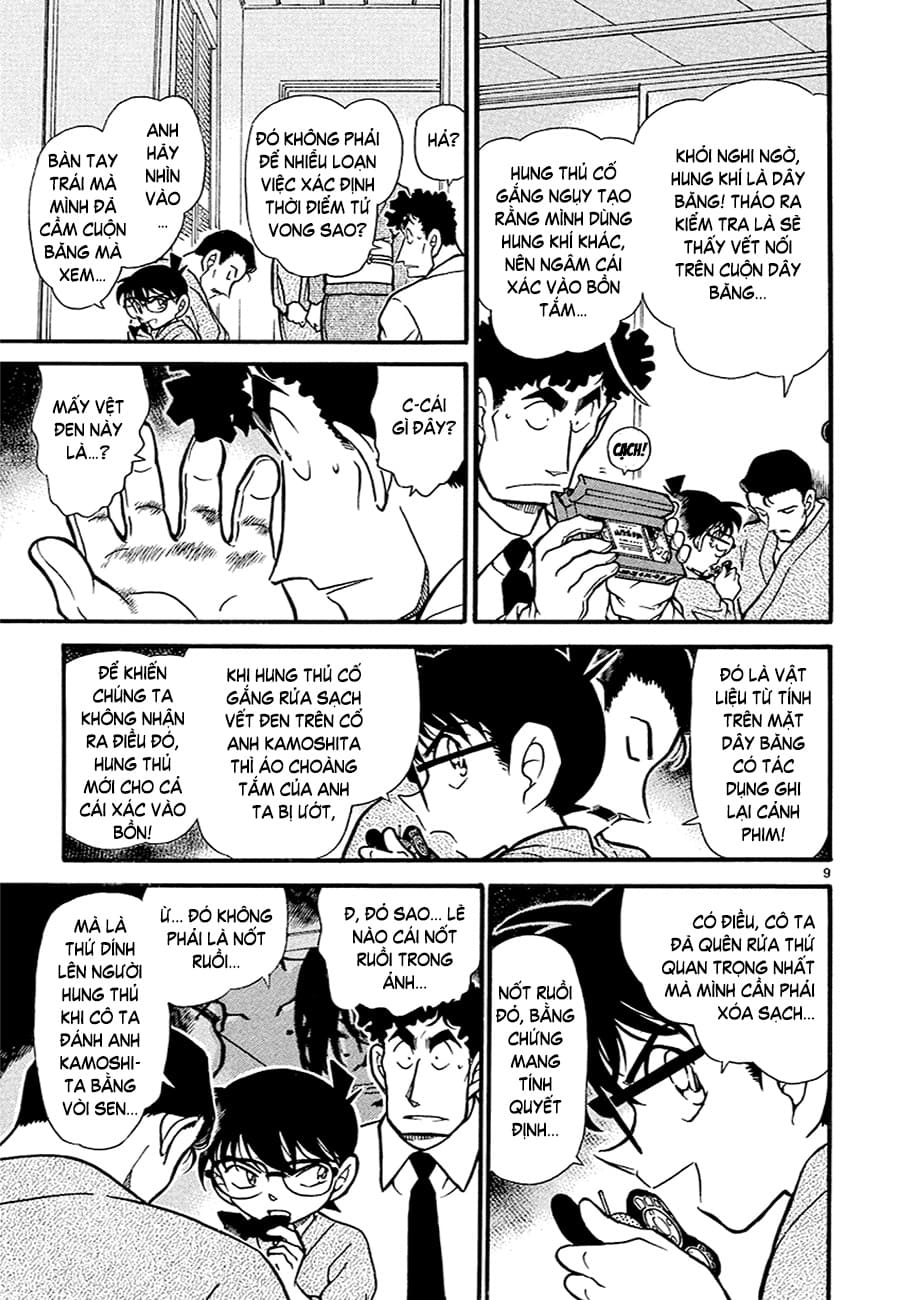 KHỎI NGHI NGỜ,
HUNG KHÍ LÀ DÂY
BĂNG! THÁO RA
KIỂM TRA LÀ SẼ
THẤY VẾT NỐI
TRÊN CUỘN DÂY
BĂNG...
HUNG THỦ CỐ
GẮNG NGỤY TẠO
RẰNG MÌNH DÙNG
HUNG KHÍ KHÁC,
NÊN NGÂM CÁI
XÁC VÀO BỒN
TẮM...
CẠCH!
HẢ?
ĐÓ KHÔNG PHẢI
ĐỂ NHIỄU LOẠN
VIỆC XÁC ĐỊNH
THỜI ĐIỂM TỬ
VONG SAO?
ANH
HÃY
NHÌN
VÀO
...
BÀN TAY
TRÁI MÀ
MÌNH ĐÃ
CẦM CUỘN
BĂNG MÀ
XEM...
C-CÁI
GÌ ĐÂY?
MẤY VỆT
ĐEN NÀY
LÀ...?
ĐÓ LÀ VẬT
LIỆU TỪ TÍNH
TRÊN MẶT
DÂY BĂNG
CÓ TÁC
DỤNG GHI
LẠI CẢNH
PHIM!
KHI HUNG THỦ CỐ
GẮNG RỬA SẠCH
VẾT ĐEN TRÊN CỔ
ANH KAMOSHITA
THÌ ÁO CHOÀNG
TẮM CỦA ANH
TA BỊ ƯỚT,
ĐỂ KHIẾN
CHÚNG TA
KHÔNG NHẬN
RA ĐIỀU ĐÓ,
HUNG THỦ
MỚI CHO CẢ
CÁI XÁC VÀO
BỒN!
9
CÓ ĐIỀU, CÔ TA
ĐÃ QUÊN RỬA THỨ
QUAN TRỌNG NHẤT
MÀ MÌNH CẦN PHẢI
XÓA SẠCH...
NỐT RUỒI
ĐÓ, BẰNG
CHỨNG
MANG
TÍNH
QUYẾT
ĐỊNH...
Đ, ĐÓ SAO... LẼ
NÀO CÁI NỐT
RUỒI TRONG
ẢNH...
Ừ... ĐÓ KHÔNG
PHẢI LÀ NỐT
RUỒI...
MÀ LÀ
THỨ DÍNH
LÊN NGƯỜI
HUNG THỦ
KHI CÔ TA
ĐÁNH ANH
KAMOSHI-
TA BẰNG
VÒI SEN...